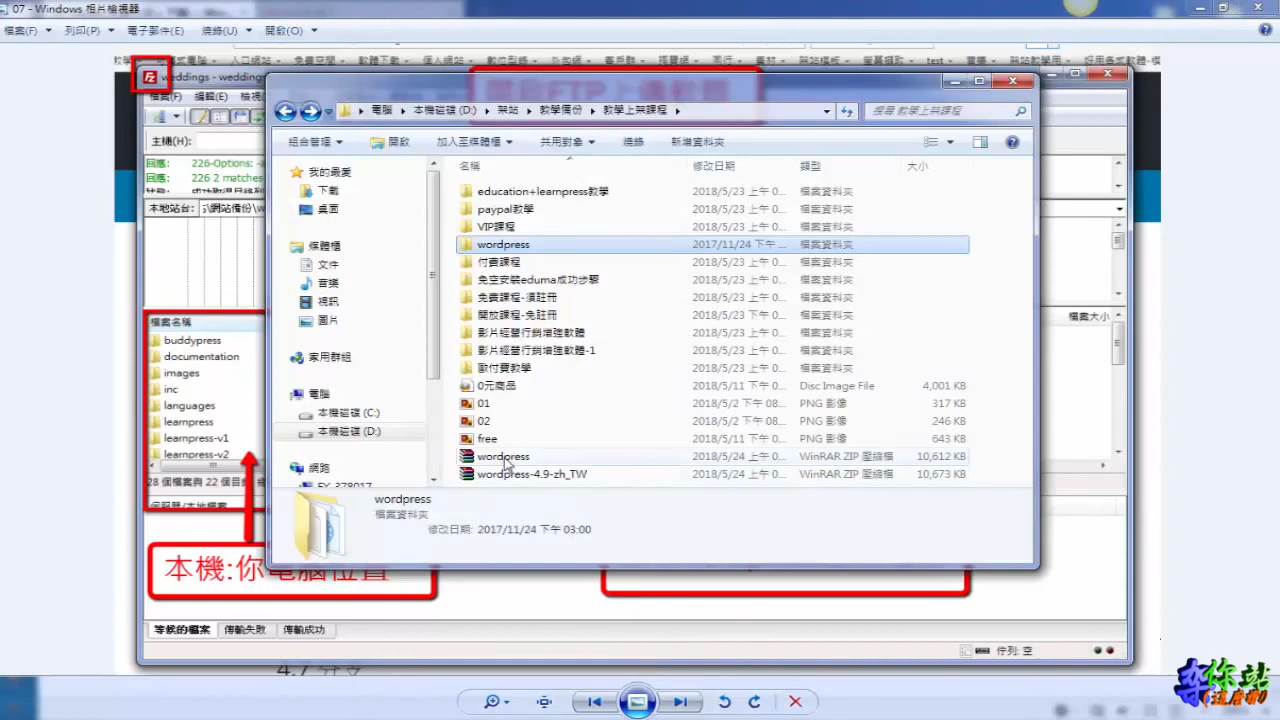 07 - Windows 相片檢視器
檔案(F) 列印(P) 電子郵件(E) 燒錄(U) 開啟(O)
weddings - weddings
檔案(F) 編輯(E) 檢視
電腦 本機磁碟 (D:) 架站 教學備份 教學上架課程
搜尋 教學上架課程
主機(H):
組合管理 開啟 加入至媒體櫃 共用對象 燒錄 新增資料夾
回應: 226-Options: -a
回應: 226 2 matches
本地站台:
名稱 修改日期 類型 大小
我的最愛
下載
桌面
媒體櫃
文件
音樂
視訊
圖片
家用群組
電腦
本機磁碟 (C:)
本機磁碟 (D:)
網路
education+learnpress教學 2018/5/23 上午 0... 檔案資料夾
paypal教學 2018/5/23 上午 0... 檔案資料夾
VIP課程 2018/5/23 上午 0... 檔案資料夾
wordpress 2017/11/24 下午 ... 檔案資料夾
付費課程 2018/5/23 上午 0... 檔案資料夾
免空安裝eduma成功步驟 2018/5/23 上午 0... 檔案資料夾
免費課程-須註冊 2018/5/23 上午 0... 檔案資料夾
開放課程-免註冊 2018/5/23 上午 0... 檔案資料夾
影片經營行銷增強軟體 2018/5/23 上午 0... 檔案資料夾
影片經營行銷增強軟體-1 2018/5/23 上午 0... 檔案資料夾
歐付費教學 2018/5/23 上午 0... 檔案資料夾
0元商品 2018/5/11 下午 0... Disc Image File 4,001 KB
01 2018/5/2 下午 08... PNG 影像 317 KB
02 2018/5/2 下午 08... PNG 影像 246 KB
free 2018/5/11 下午 0... PNG 影像 643 KB
wordpress 2018/5/24 上午 0... WinRAR ZIP 壓縮檔 10,612 KB
wordpress-4.9-zh_TW 2018/5/24 上午 0... WinRAR ZIP 壓縮檔 10,673 KB
檔案名稱
buddypress
documentation
images
inc
languages
learnpress
learnpress-v1
learnpress-v2
檔案大小
28 個檔案與 22 個目
wordpress
檔案資料夾
修改日期: 2017/11/24 下午 03:00
本機:你電腦位置
等候的檔案 傳輸失敗 傳輸成功
佇列: 空
架你站
(這麼嘢)